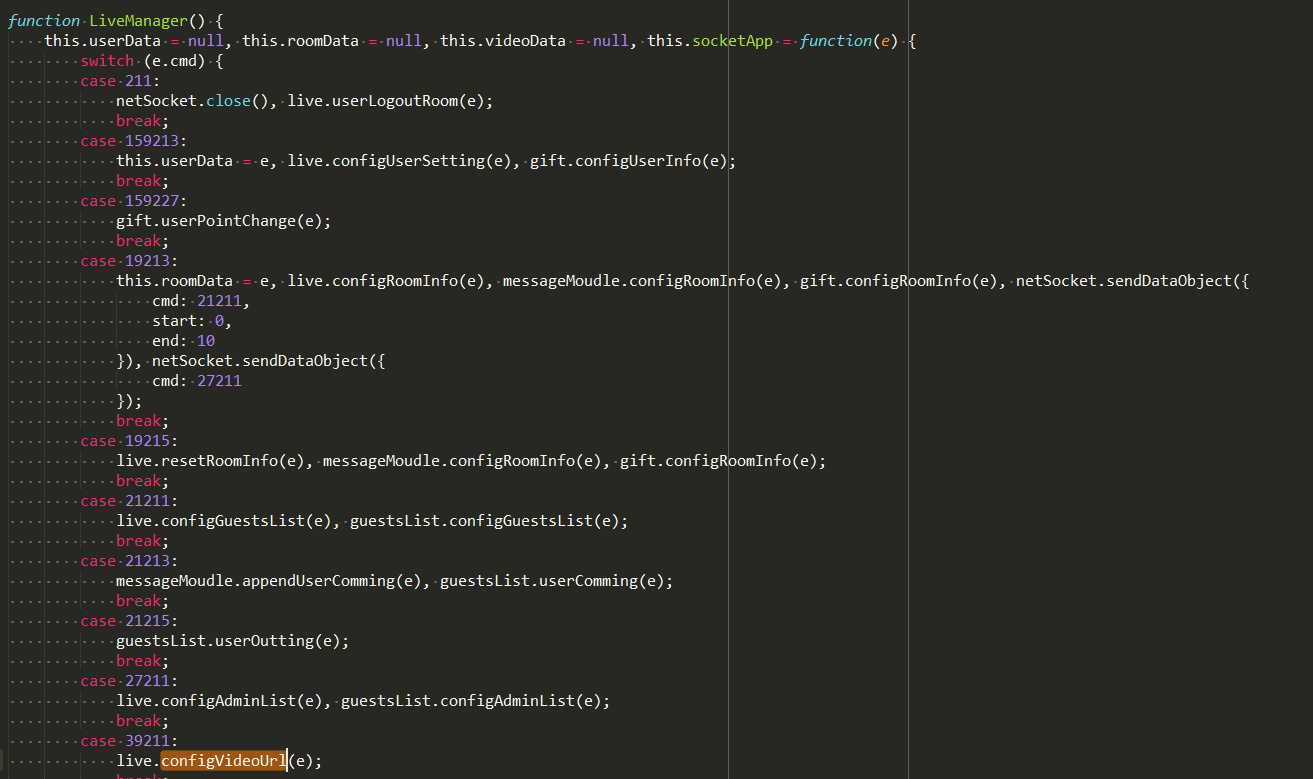 function LiveManager() {
this.userData = null, this.roomData = null, this.videoData = null, this.socketApp = function(e) {
switch (e.cmd) {
case 211:
netSocket.close(), live.userLogoutRoom(e);
break;
case 159213:
this.userData = e, live.configUserSetting(e), gift.configUserInfo(e);
break;
case 159227:
gift.userPointChange(e);
break;
case 19213:
this.roomData = e, live.configRoomInfo(e), messageMoudle.configRoomInfo(e), gift.configRoomInfo(e), netSocket.sendDataObject({
cmd: 21211,
start: 0,
end: 10
}), netSocket.sendDataObject({
cmd: 27211
});
break;
case 19215:
live.resetRoomInfo(e), messageMoudle.configRoomInfo(e), gift.configRoomInfo(e);
break;
case 21211:
live.configGuestsList(e), guestsList.configGuestsList(e);
break;
case 21213:
messageMoudle.appendUserComming(e), guestsList.userComming(e);
break;
case 21215:
guestsList.userOutting(e);
break;
case 27211:
live.configAdminList(e), guestsList.configAdminList(e);
break;
case 39211:
live.configVideoUrl(e);